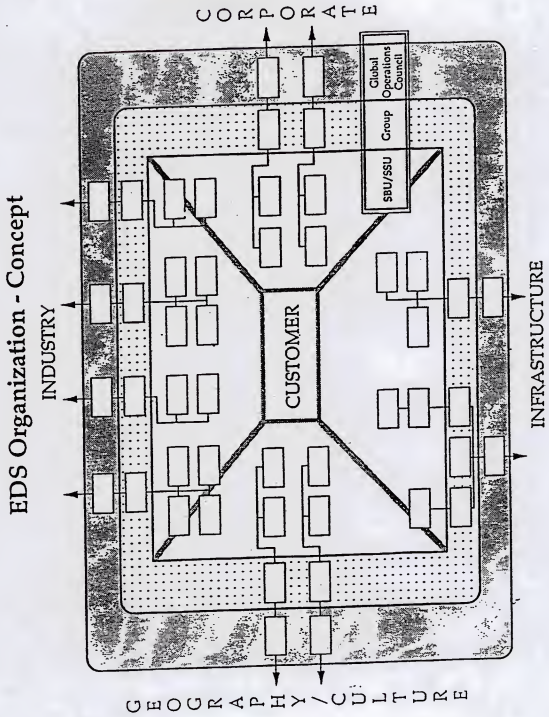 EDS Organization - Concept
INDUSTRY
GEOGRAPHY/CULTURE
CUSTOMER
CORPORATE
SBU/SSU
Group
Global
Operations
Council
INFRASTRUCTURE